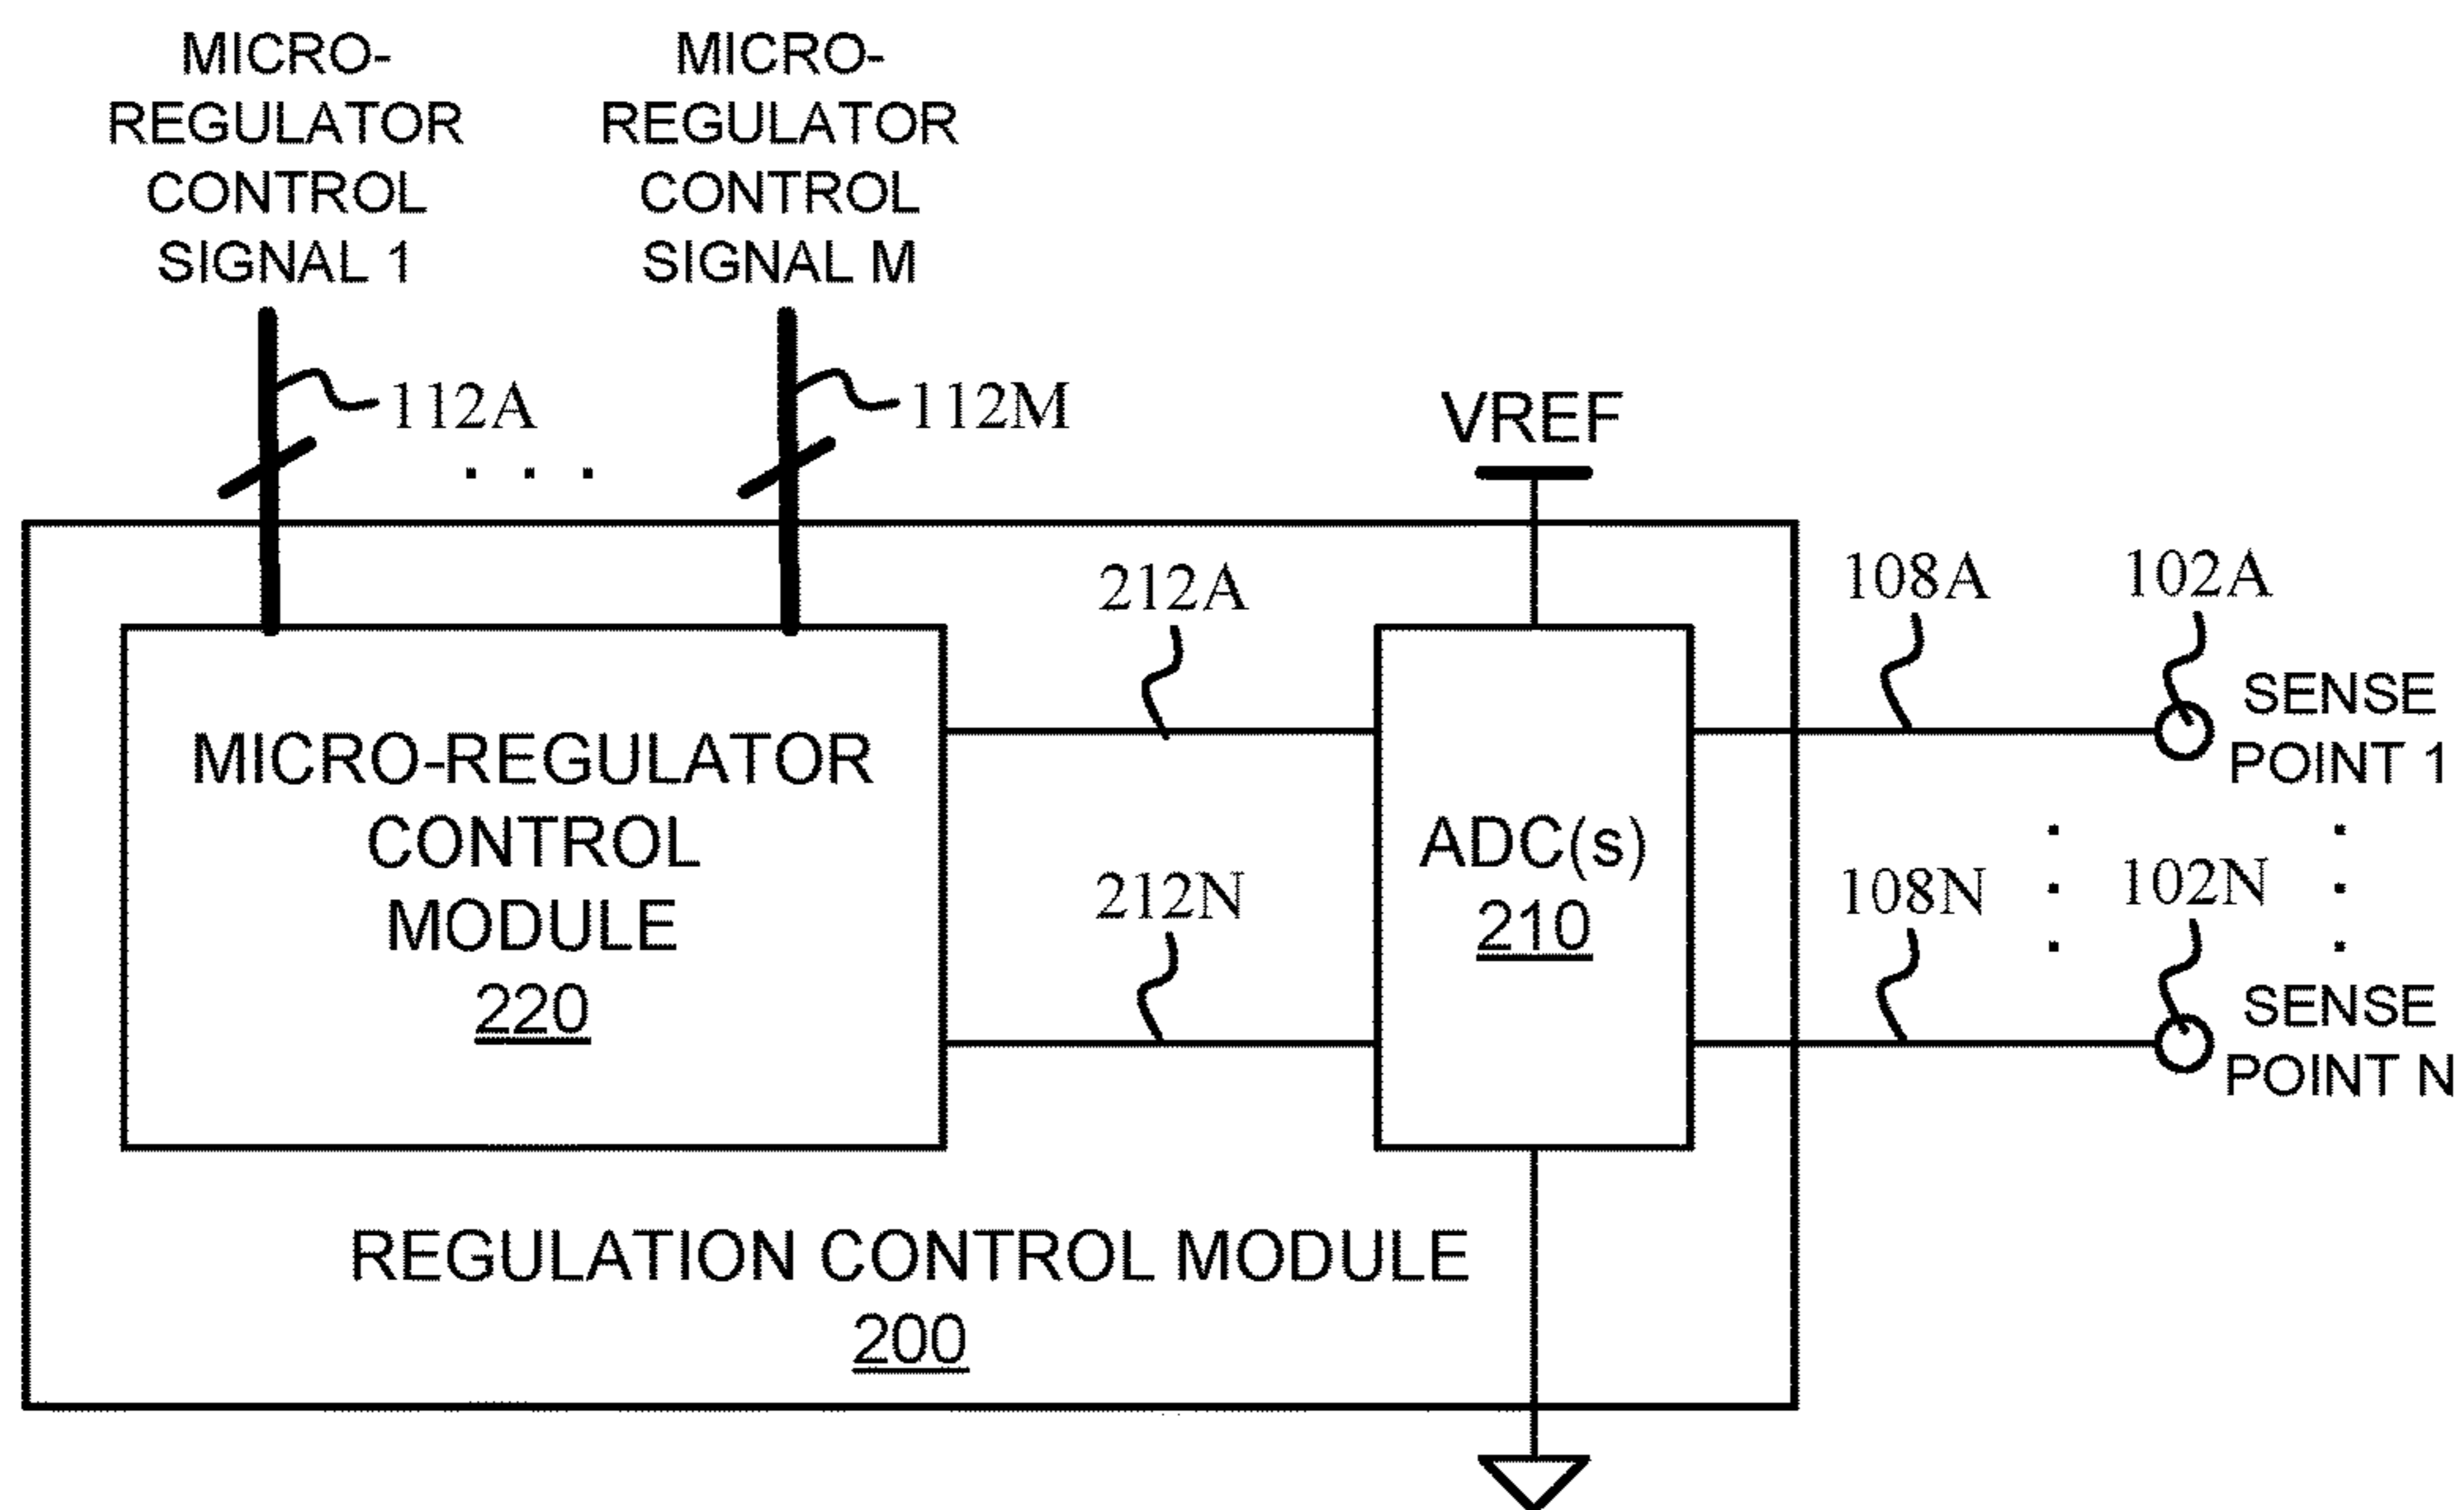 MICRO-
REGULATOR
CONTROL
SIGNAL 1
MICRO-
REGULATOR
CONTROL
SIGNAL M
112A
112M
. . .
VREF
212A
108A
102A
SENSE
POINT 1
MICRO-REGULATOR
CONTROL
MODULE
220
ADC(s)
210
212N
108N
102N
SENSE
POINT N
REGULATION CONTROL MODULE
200